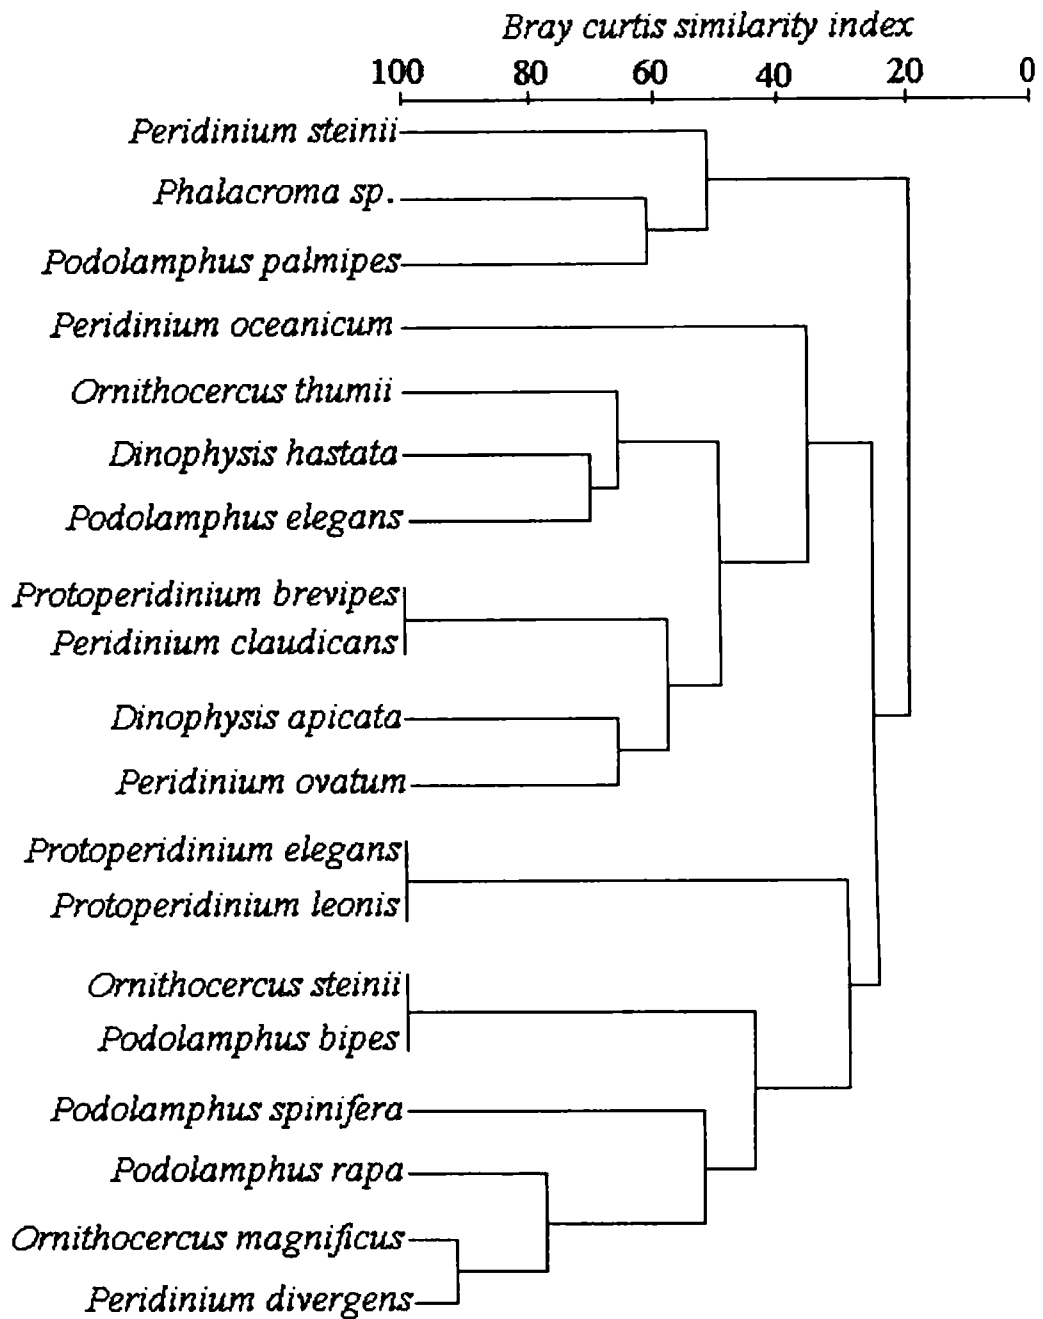 Bray curtis similarity index
100 80 60 40 20 0
Peridinium steinii
Phalacroma sp.
Podolamphus palmipes
Peridinium oceanicum
Ornithocercus thumii
Dinophysis hastata
Podolamphus elegans
Protoperidinium brevipes
Peridinium claudicans
Dinophysis apicata
Peridinium ovatum
Protoperidinium elegans
Protoperidinium leonis
Ornithocercus steinii
Podolamphus bipes
Podolamphus spinifera
Podolamphus rapa
Ornithocercus magnificus
Peridinium divergens